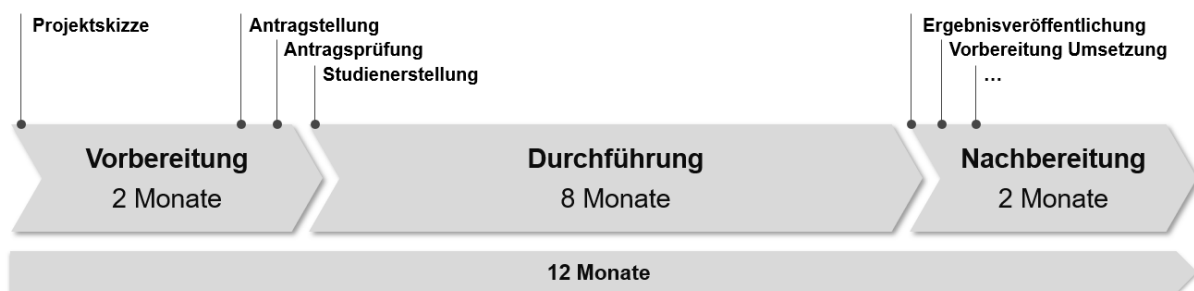 Projektskizze
Antragstellung
Antragsprüfung
Studienerstellung
Ergebnisveröffentlichung
Vorbereitung Umsetzung
...
Vorbereitung
2 Monate
Durchführung
8 Monate
Nachbereitung
2 Monate
12 Monate